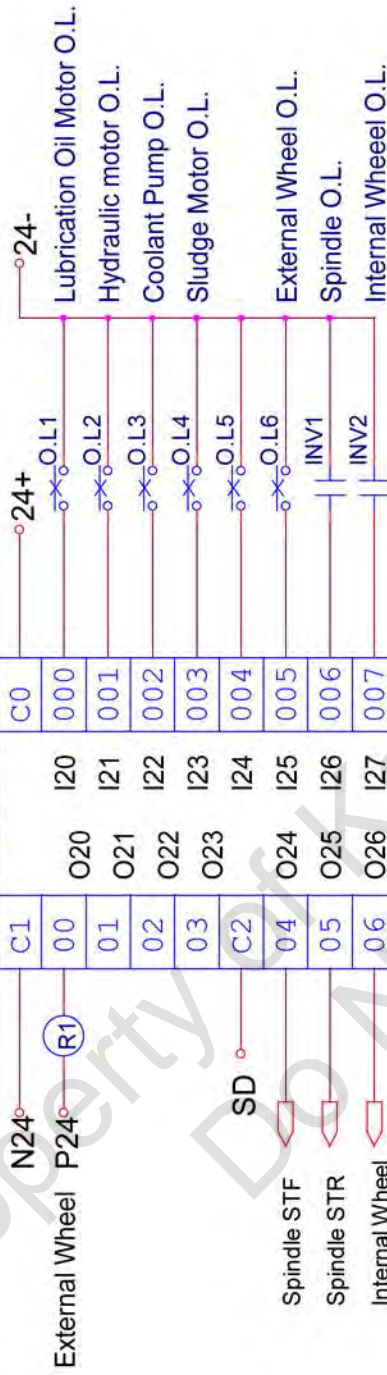 N24 C1 C0 24+ 24-
External Wheel P24 R1 00 O20 I20 000 O.L1 Lubrication Oil Motor O.L.
01 O21 I21 001 O.L2 Hydraulic motor O.L.
02 O22 I22 002 O.L3 Coolant Pump O.L.
03 O23 I23 003 O.L4 Sludge Motor O.L.
SD C2 I24 004 O.L5
Spindle STF 04 O24 I25 005 O.L6 External Wheel O.L.
Spindle STR 05 O25 I26 006 INV1 Spindle O.L.
Internal Wheel 06 O26 I27 007 INV2 Internal Wheeel O.L.
operty of K
Do N